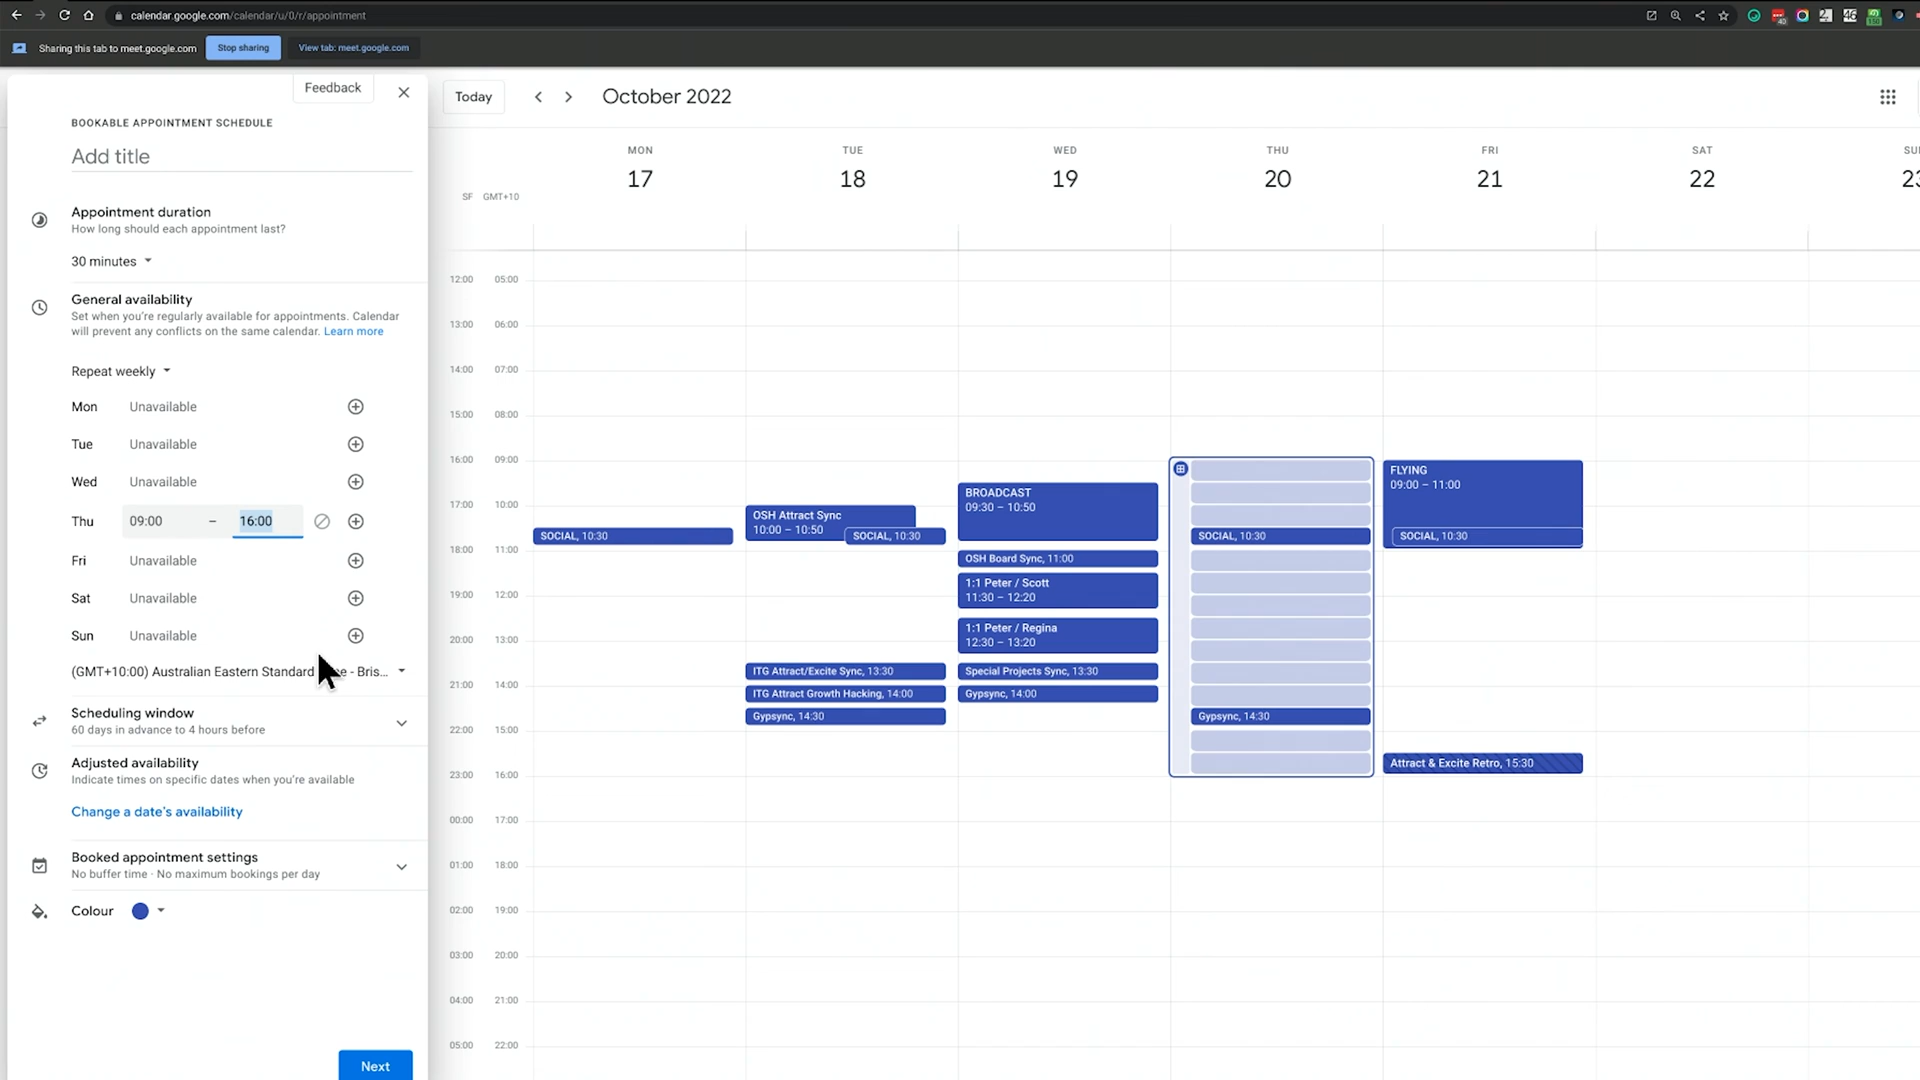 calendar.google.com/calendar/u/0/r/appointment
Sharing this tab to meet.google.com
Stop sharing
View tab: meet.google.com
Feedback
BOOKABLE APPOINTMENT SCHEDULE
Add title
Appointment duration
How long should each appointment last?
30 minutes
General availability
Set when you're regularly available for appointments. Calendar
will prevent any conflicts on the same calendar. Learn more
Repeat weekly
Mon Unavailable
Tue Unavailable
Wed Unavailable
Thu 09:00 – 16:00
Fri Unavailable
Sat Unavailable
Sun Unavailable
(GMT+10:00) Australian Eastern Standard - Bris...
Scheduling window
60 days in advance to 4 hours before
Adjusted availability
Indicate times on specific dates when you're available
Change a date's availability
Booked appointment settings
No buffer time · No maximum bookings per day
Colour
Next
Today
October 2022
MON TUE WED THU FRI SAT
17 18 19 20 21 22
SF GMT+10
12:00 05:00
13:00 06:00
14:00 07:00
15:00 08:00
16:00 09:00
17:00 10:00
18:00 11:00
19:00 12:00
20:00 13:00
21:00 14:00
22:00 15:00
23:00 16:00
00:00 17:00
01:00 18:00
02:00 19:00
03:00 20:00
04:00 21:00
05:00 22:00
SOCIAL, 10:30
OSH Attract Sync
10:00 – 10:50
SOCIAL, 10:30
ITG Attract/Excite Sync, 13:30
ITG Attract Growth Hacking, 14:00
Gypsync, 14:30
BROADCAST
09:30 – 10:50
OSH Board Sync, 11:00
1:1 Peter / Scott
11:30 – 12:20
1:1 Peter / Regina
12:30 – 13:20
Special Projects Sync, 13:30
Gypsync, 14:00
SOCIAL, 10:30
Gypsync, 14:30
FLYING
09:00 – 11:00
SOCIAL, 10:30
Attract & Excite Retro, 15:30